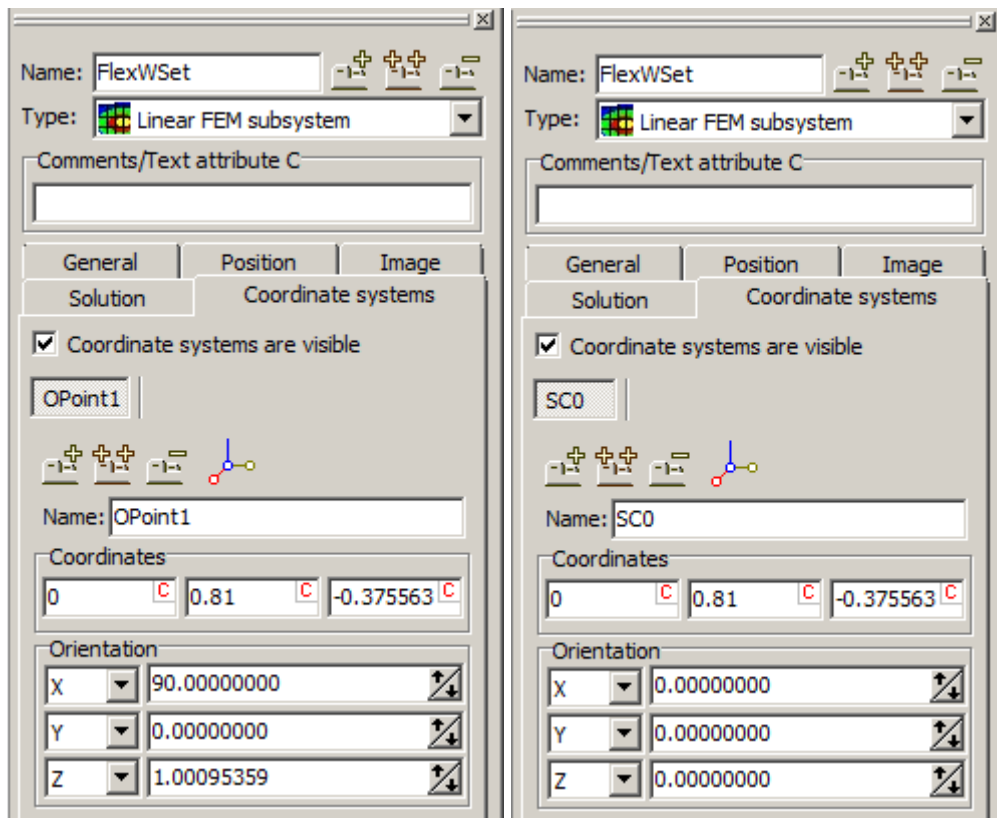 Name: FlexWSet
Type: Linear FEM subsystem
Comments/Text attribute C
General Position Image
Solution Coordinate systems
Coordinate systems are visible
OPoint1
Name: OPoint1
Coordinates
0 C 0.81 C -0.375563 C
Orientation
X 90.00000000
Y 0.00000000
Z 1.00095359
Name: FlexWSet
Type: Linear FEM subsystem
Comments/Text attribute C
General Position Image
Solution Coordinate systems
Coordinate systems are visible
SC0
Name: SC0
Coordinates
0 C 0.81 C -0.375563 C
Orientation
X 0.00000000
Y 0.00000000
Z 0.00000000